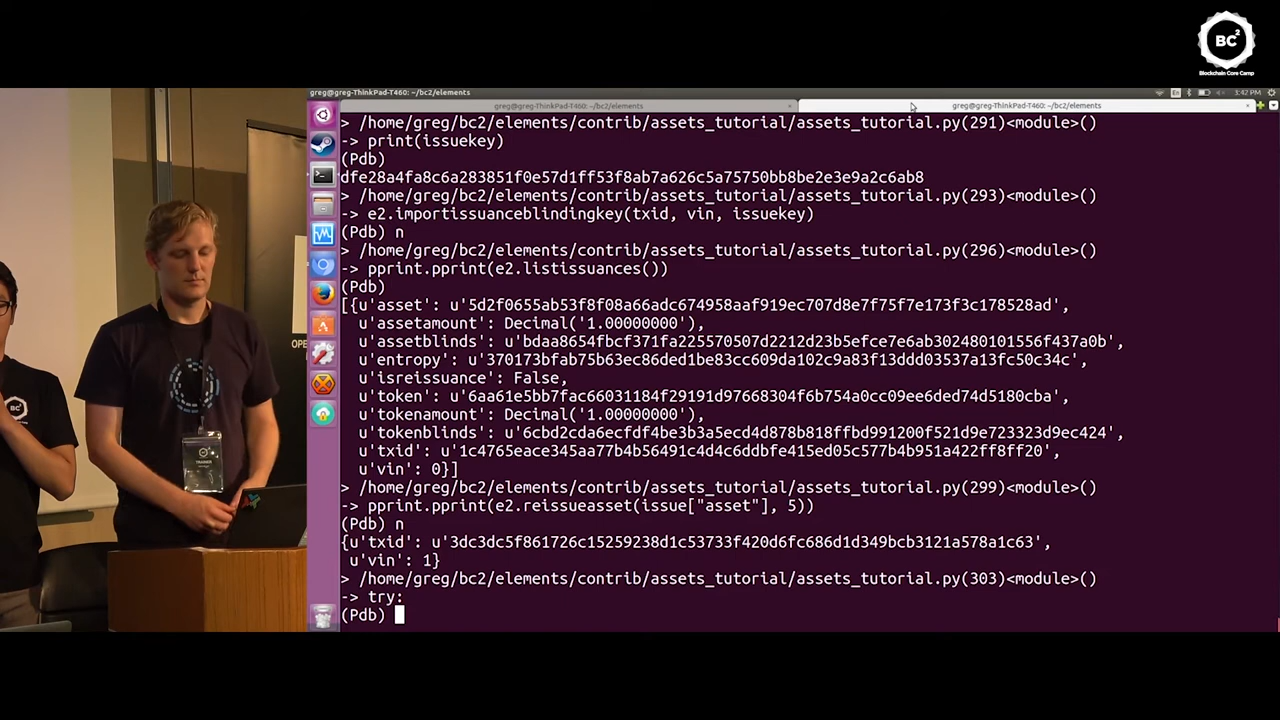 BC²
Blockchain Core Camp
greg@greg-ThinkPad-T460: ~/bc2/elements
3:42 PM
greg@greg-ThinkPad-T460: ~/bc2/elements
greg@greg-ThinkPad-T460: ~/bc2/elements
> /home/greg/bc2/elements/contrib/assets_tutorial/assets_tutorial.py(291)<module>()
-> print(issuekey)
(Pdb)
dfe28a4fa8c6a283851f0e57d1ff53f8ab7a626c5a75750bb8be2e3e9a2c6ab8
> /home/greg/bc2/elements/contrib/assets_tutorial/assets_tutorial.py(293)<module>()
-> e2.importissuanceblindingkey(txid, vin, issuekey)
(Pdb) n
> /home/greg/bc2/elements/contrib/assets_tutorial/assets_tutorial.py(296)<module>()
-> pprint.pprint(e2.listissuances())
(Pdb)
[{u'asset': u'5d2f0655ab53f8f08a66adc674958aaf919ec707d8e7f75f7e173f3c178528ad',
u'assetamount': Decimal('1.00000000'),
u'assetblinds': u'bdaa8654fbcf371fa225570507d2212d23b5efce7e6ab302480101556f437a0b',
u'entropy': u'370173bfab75b63ec86ded1be83cc609da102c9a83f13ddd03537a13fc50c34c',
u'isreissuance': False,
u'token': u'6aa61e5bb7fac66031184f29191d97668304f6b754a0cc09ee6ded74d5180cba',
u'tokenamount': Decimal('1.00000000'),
u'tokenblinds': u'6cbd2cda6ecfdf4be3b3a5ecd4d878b818ffbd991200f521d9e723323d9ec424',
u'txid': u'1c4765eace345aa77b4b56491c4d4c6ddbfe415ed05c577b4b951a422ff8ff20',
u'vin': 0}]
> /home/greg/bc2/elements/contrib/assets_tutorial/assets_tutorial.py(299)<module>()
-> pprint.pprint(e2.reissueasset(issue["asset"], 5))
(Pdb) n
{u'txid': u'3dc3dc5f861726c15259238d1c53733f420d6fc686d1d349bcb3121a578a1c63',
u'vin': 1}
> /home/greg/bc2/elements/contrib/assets_tutorial/assets_tutorial.py(303)<module>()
-> try:
(Pdb)
OPE
BC²
TRAINER